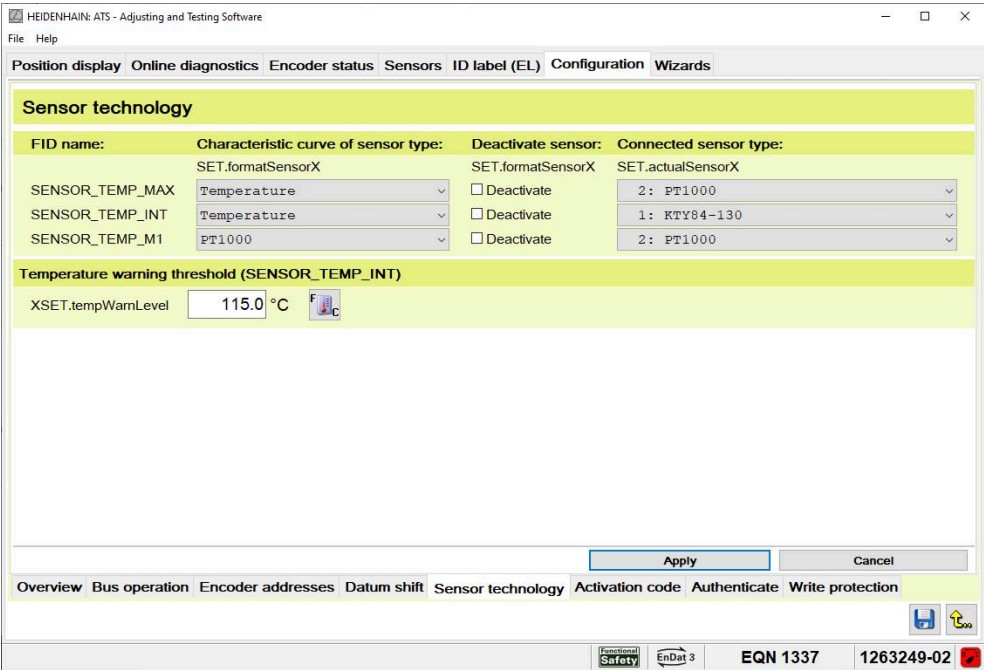 HEIDENHAIN: ATS - Adjusting and Testing Software
File Help
Position display Online diagnostics Encoder status Sensors ID label (EL) Configuration Wizards
Sensor technology
FID name: Characteristic curve of sensor type: Deactivate sensor: Connected sensor type:
SET.formatSensorX SET.formatSensorX SET.actualSensorX
SENSOR_TEMP_MAX Temperature Deactivate 2: PT1000
SENSOR_TEMP_INT Temperature Deactivate 1: KTY84-130
SENSOR_TEMP_M1 PT1000 Deactivate 2: PT1000
Temperature warning threshold (SENSOR_TEMP_INT)
XSET.tempWarnLevel 115.0 °C F C
Apply Cancel
Overview Bus operation Encoder addresses Datum shift Sensor technology Activation code Authenticate Write protection
Functional Safety EnDat 3 EQN 1337 1263249-02